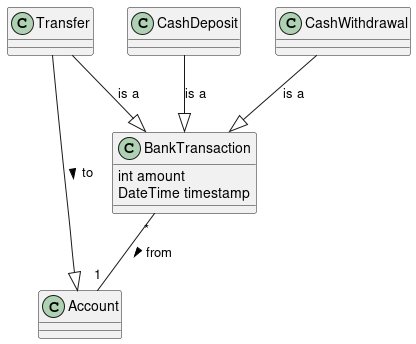 C Transfer
C CashDeposit
C CashWithdrawal
is a
is a
is a
C BankTransaction
int amount
DateTime timestamp
to
*
from
1
C Account